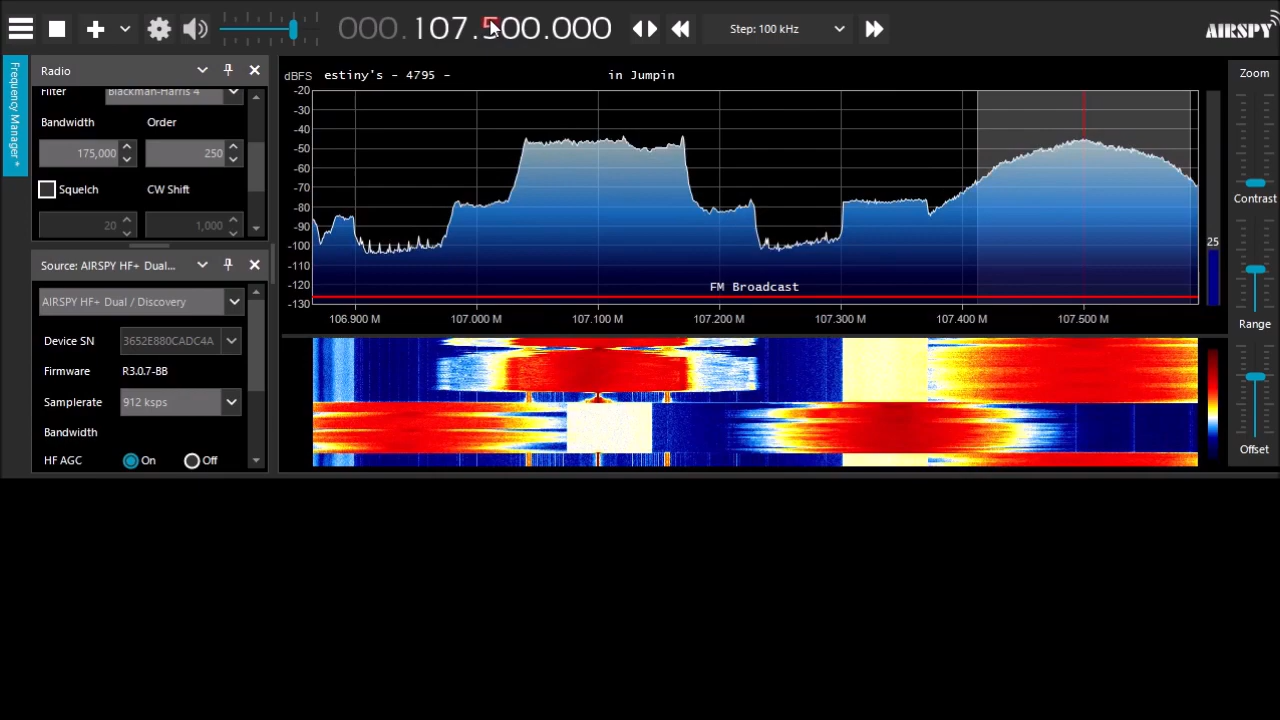 000.107.500.000
Step: 100 kHz
AIRSPY
Frequency Manager *
Radio
Filter
Blackman-Harris 4
Bandwidth
Order
175,000
250
Squelch
CW Shift
20
1,000
Source: AIRSPY HF+ Dual...
AIRSPY HF+ Dual / Discovery
Device SN
3652E880CADC4A
Firmware
R3.0.7-BB
Samplerate
912 ksps
Bandwidth
HF AGC
On
Off
dBFS
estiny's - 4795 -
in Jumpin
-20
-30
-40
-50
-60
-70
-80
-90
-100
-110
-120
-130
FM Broadcast
106.900 M
107.000 M
107.100 M
107.200 M
107.300 M
107.400 M
107.500 M
25
Zoom
Contrast
Range
Offset